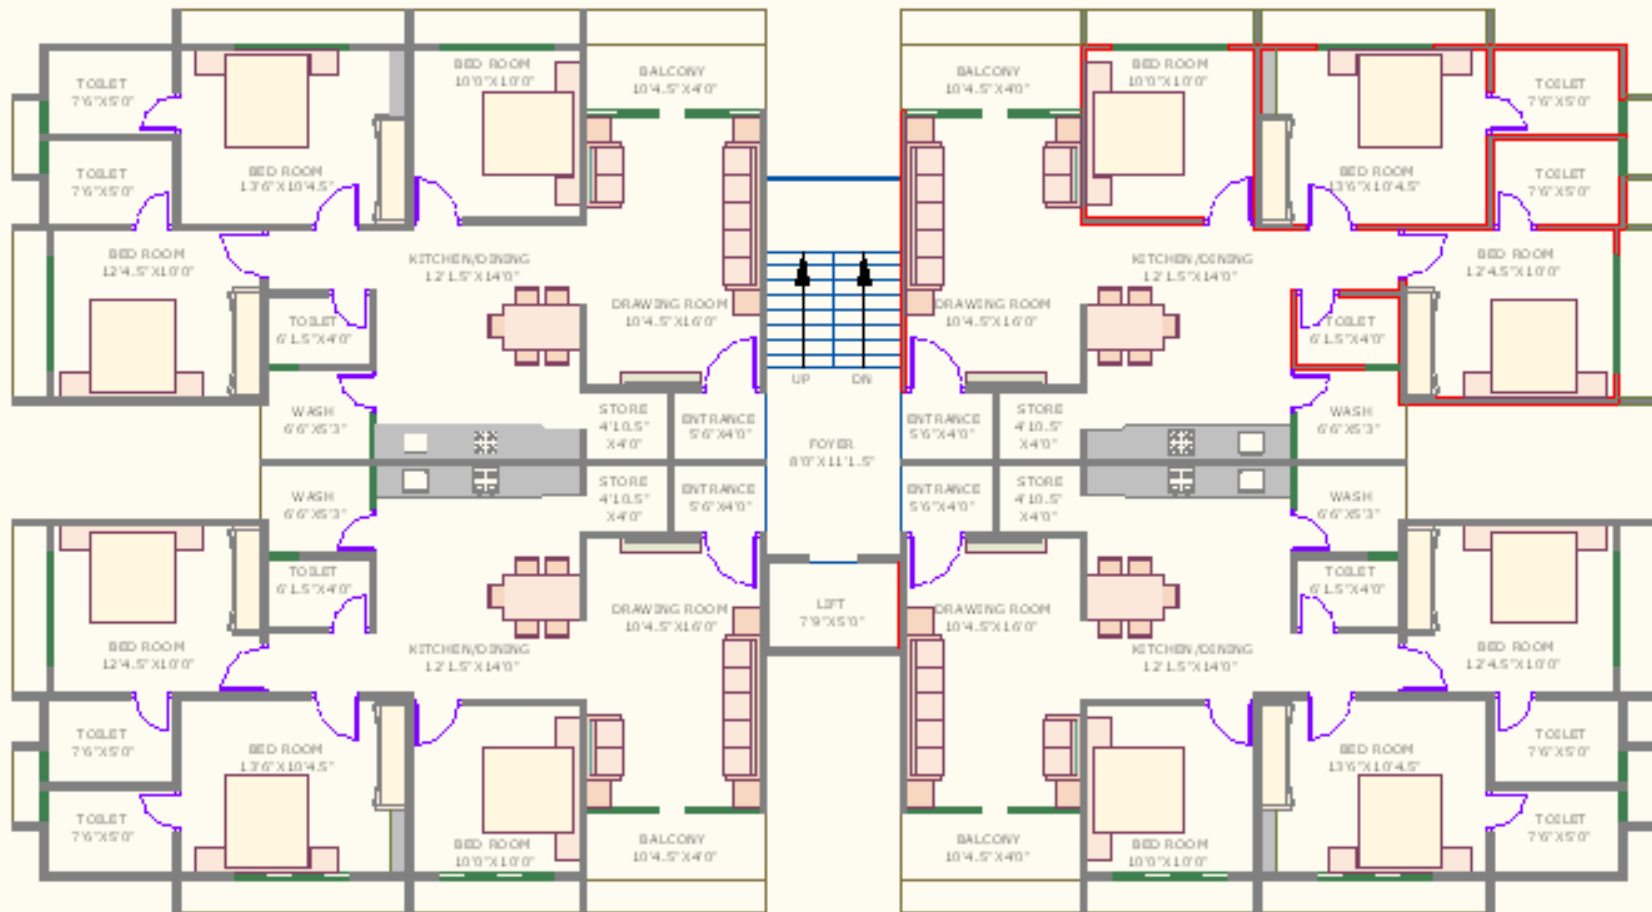 TOILET
7'6"X5'0"
BED ROOM
13'6"X10'4.5"
BED ROOM
10'0"X10'0"
BALCONY
10'4.5"X4'0"
TOILET
7'6"X5'0"
BED ROOM
12'4.5"X10'0"
KITCHEN/DINING
12'1.5"X14'0"
DRAWING ROOM
10'4.5"X16'0"
TOILET
6'1.5"X4'0"
WASH
6'6"X5'3"
STORE
4'10.5"
X4'0"
ENTRANCE
5'6"X4'0"
UP
DN
FOYER
8'0"X11'1.5"
BALCONY
10'4.5"X4'0"
BED ROOM
10'0"X10'0"
BED ROOM
13'6"X10'4.5"
TOILET
7'6"X5'0"
TOILET
7'6"X5'0"
KITCHEN/DINING
12'1.5"X14'0"
BED ROOM
12'4.5"X10'0"
DRAWING ROOM
10'4.5"X16'0"
TOILET
6'1.5"X4'0"
ENTRANCE
5'6"X4'0"
STORE
4'10.5"
X4'0"
WASH
6'6"X5'3"
WASH
6'6"X5'3"
STORE
4'10.5"
X4'0"
ENTRANCE
5'6"X4'0"
TOILET
6'1.5"X4'0"
BED ROOM
12'4.5"X10'0"
KITCHEN/DINING
12'1.5"X14'0"
DRAWING ROOM
10'4.5"X16'0"
LIFT
7'9"X5'0"
TOILET
7'6"X5'0"
BED ROOM
13'6"X10'4.5"
TOILET
7'6"X5'0"
BED ROOM
10'0"X10'0"
BALCONY
10'4.5"X4'0"
ENTRANCE
5'6"X4'0"
STORE
4'10.5"
X4'0"
WASH
6'6"X5'3"
TOILET
6'1.5"X4'0"
DRAWING ROOM
10'4.5"X16'0"
KITCHEN/DINING
12'1.5"X14'0"
BED ROOM
12'4.5"X10'0"
BED ROOM
13'6"X10'4.5"
TOILET
7'6"X5'0"
TOILET
7'6"X5'0"
BALCONY
10'4.5"X4'0"
BED ROOM
10'0"X10'0"